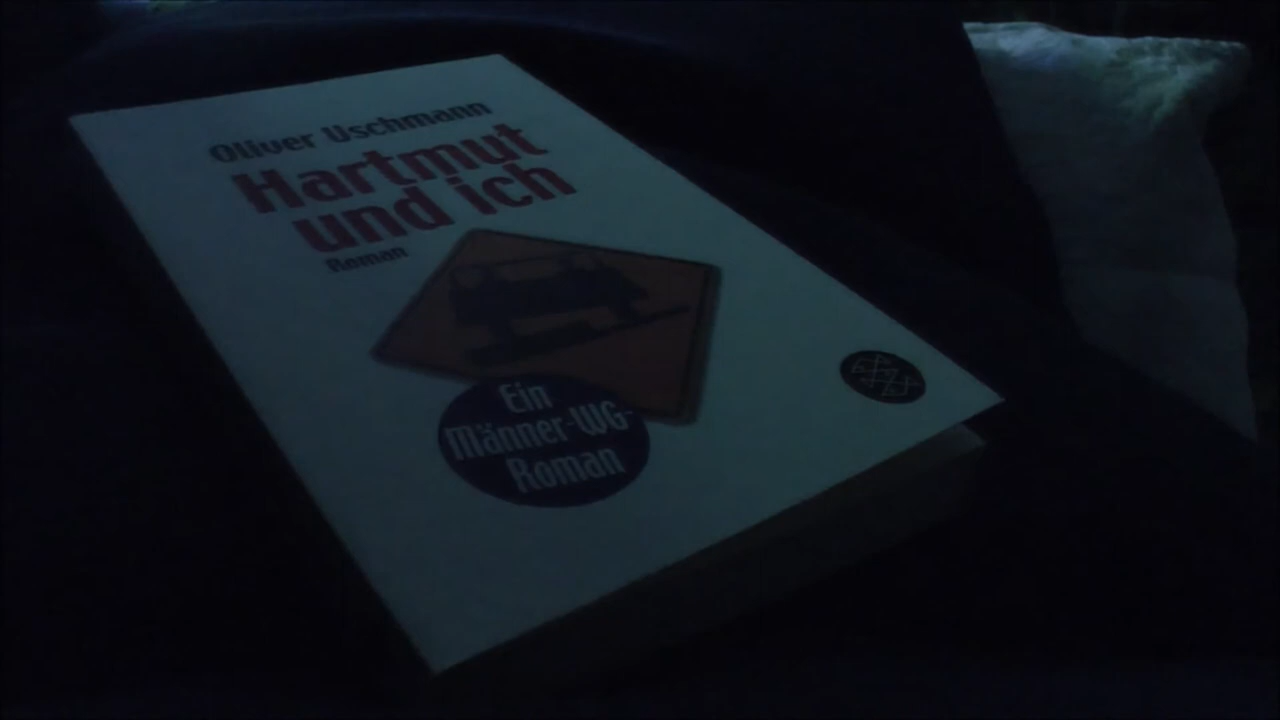 Oliver Uschmann
Hartmut
und ich
Roman
Ein
Männer-WG-
Roman